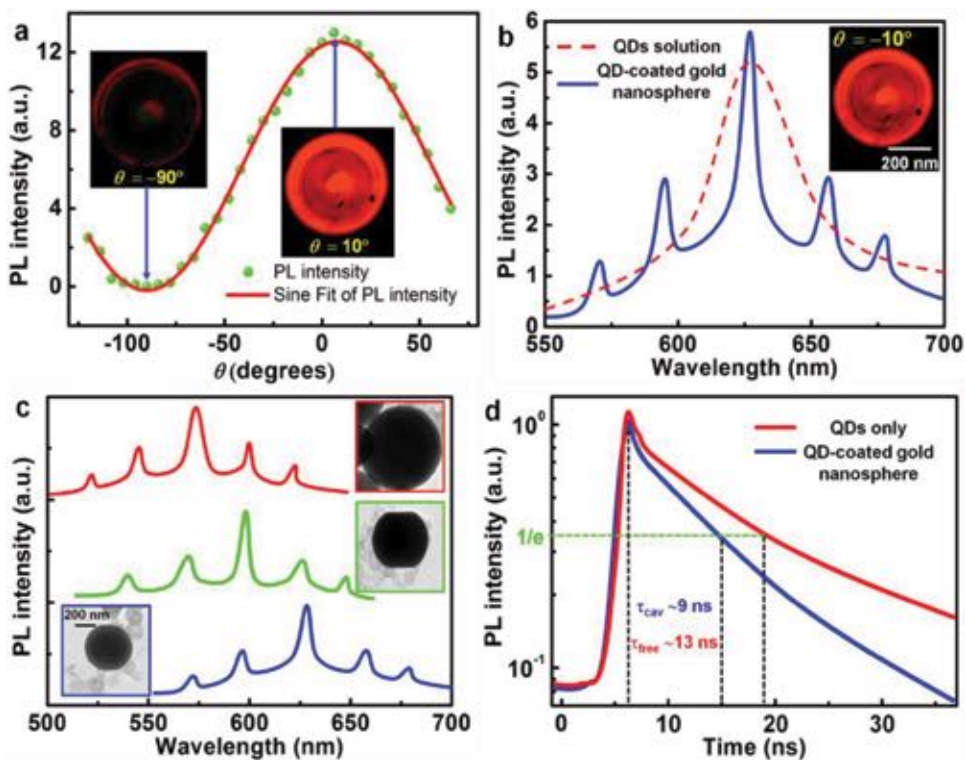 a
12
8
4
0
PL intensity (a.u.)
θ = −90°
θ = 10°
PL intensity
Sine Fit of PL intensity
-100
-50
0
50
θ (degrees)
b
6
5
4
3
2
1
0
PL intensity (a.u.)
QDs solution
QD-coated gold
nanosphere
θ = −10°
200 nm
550
600
650
700
Wavelength (nm)
c
PL intensity (a.u.)
200 nm
500
550
600
650
700
Wavelength (nm)
d
10⁰
10⁻¹
PL intensity (a.u.)
QDs only
QD-coated gold
nanosphere
1/e
τcav ~9 ns
τfree ~13 ns
0
10
20
30
Time (ns)